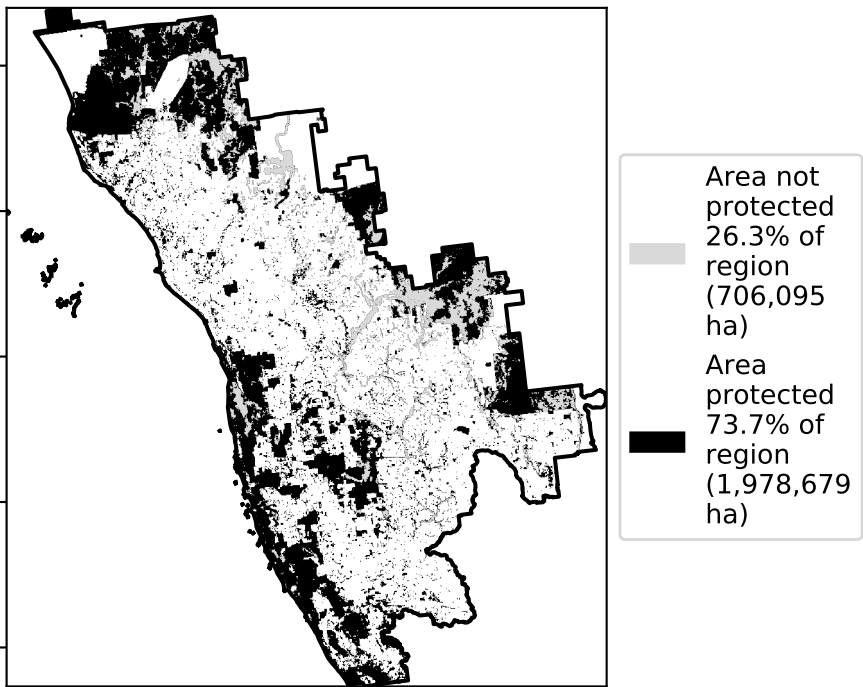 Area not
protected
26.3% of
region
(706,095
ha)
Area
protected
73.7% of
region
(1,978,679
ha)